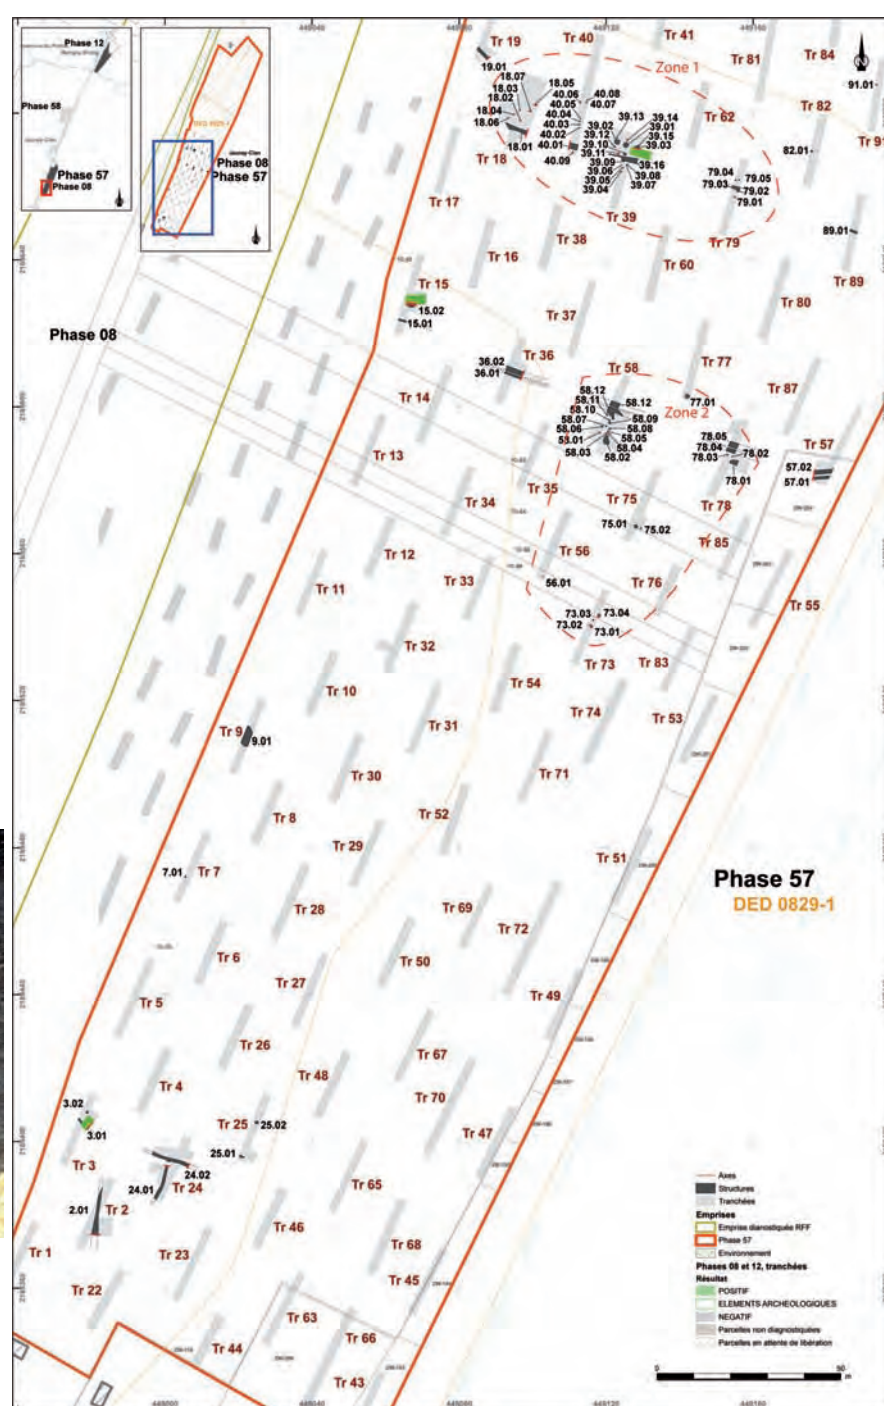 Phase 12
Phase 58
Jaunay-Clan
Phase 57
Phase 08
DED 0829-1
Jaunay-Clan
Phase 08
Phase 57
449040
449120
449160
Tr 19
19.01
Tr 40
Tr 41
Tr 81
Tr 84
Zone 1
91.01
18.07
18.05
18.03
18.02
18.04
18.06
18.01
Tr 18
40.06
40.08
40.05
40.07
40.04
40.03
40.02
40.01
40.09
39.13
39.14
39.02
39.01
39.12
39.15
39.10
39.03
39.11
39.16
39.09
39.08
39.06
39.07
39.05
39.04
Tr 39
Tr 62
Tr 82
82.01
Tr 91
79.04
79.05
79.03
79.02
79.01
Tr 79
Tr 17
Tr 16
Tr 38
Tr 60
89.01
Tr 89
Tr 15
15.02
15.01
Tr 37
Tr 80
Phase 08
36.02
36.01
Tr 36
Tr 58
Tr 77
77.01
Zone 2
58.12
58.11
58.12
58.10
58.09
58.07
58.08
58.06
58.05
58.01
58.04
58.03
58.02
Tr 14
Tr 87
Tr 57
57.02
57.01
78.05
78.04
78.02
78.03
78.01
Tr 78
Tr 13
Tr 34
Tr 35
Tr 75
75.01
75.02
Tr 85
Tr 12
Tr 56
56.01
Tr 11
Tr 33
Tr 76
Tr 55
73.03
73.04
73.02
73.01
Tr 73
Tr 83
Tr 32
Tr 10
Tr 54
Tr 9
9.01
Tr 31
Tr 74
Tr 53
Tr 30
Tr 71
Tr 8
Tr 52
Tr 29
Tr 51
7.01
Tr 7
Phase 57
DED 0829-1
Tr 28
Tr 69
Tr 72
Tr 6
Tr 50
Tr 27
Tr 5
Tr 49
Tr 26
Tr 67
Tr 48
Tr 4
Tr 70
3.02
3.01
Tr 25
25.02
Tr 47
Tr 3
25.01
24.02
24.01
Tr 24
Tr 65
2.01
Tr 2
Tr 46
Tr 1
Tr 23
Tr 68
Tr 22
Tr 45
Tr 63
Tr 66
Tr 44
Tr 43
Axes
Structures
Tranchées
Emprises
Emprise dianostiquée RFF
Phase 57
Environnement
Phases 08 et 12, tranchées
Résultat
POSITIF
ELEMENTS ARCHEOLOGIQUES
NEGATIF
Parcelles non diagnostiquées
Parcelles en attente de libération
0 50
m